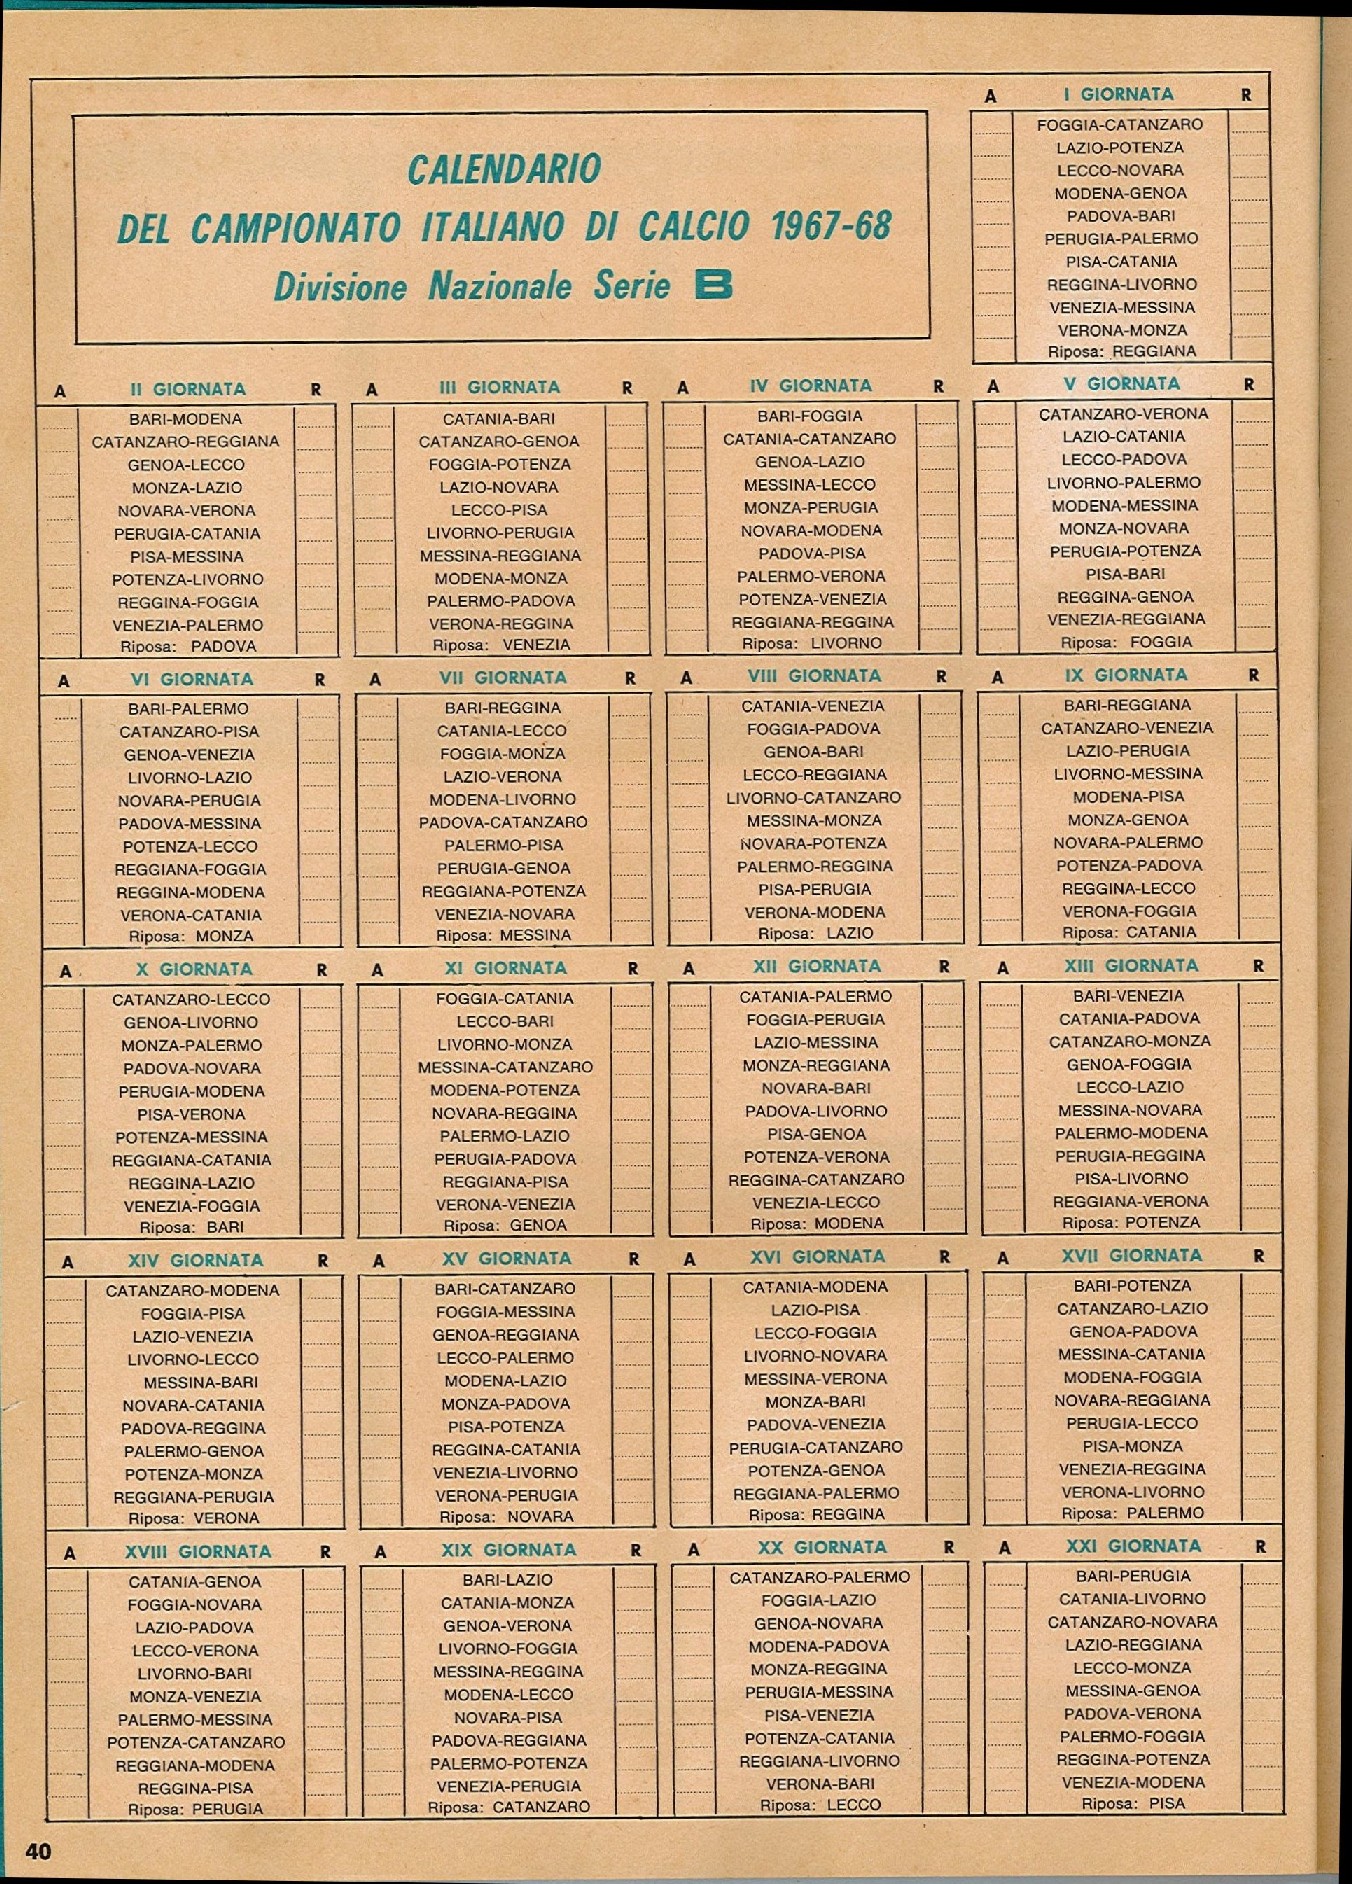 CALENDARIO
DEL CAMPIONATO ITALIANO DI CALCIO 1967-68
Divisione Nazionale Serie B
A I GIORNATA R
FOGGIA-CATANZARO
LAZIO-POTENZA
LECCO-NOVARA
MODENA-GENOA
PADOVA-BARI
PERUGIA-PALERMO
PISA-CATANIA
REGGINA-LIVORNO
VENEZIA-MESSINA
VERONA-MONZA
Riposa: REGGIANA
A II GIORNATA R
BARI-MODENA
CATANZARO-REGGIANA
GENOA-LECCO
MONZA-LAZIO
NOVARA-VERONA
PERUGIA-CATANIA
PISA-MESSINA
POTENZA-LIVORNO
REGGINA-FOGGIA
VENEZIA-PALERMO
Riposa: PADOVA
A III GIORNATA R
CATANIA-BARI
CATANZARO-GENOA
FOGGIA-POTENZA
LAZIO-NOVARA
LECCO-PISA
LIVORNO-PERUGIA
MESSINA-REGGIANA
MODENA-MONZA
PALERMO-PADOVA
VERONA-REGGINA
Riposa: VENEZIA
A IV GIORNATA R
BARI-FOGGIA
CATANIA-CATANZARO
GENOA-LAZIO
MESSINA-LECCO
MONZA-PERUGIA
NOVARA-MODENA
PADOVA-PISA
PALERMO-VERONA
POTENZA-VENEZIA
REGGIANA-REGGINA
Riposa: LIVORNO
A V GIORNATA R
CATANZARO-VERONA
LAZIO-CATANIA
LECCO-PADOVA
LIVORNO-PALERMO
MODENA-MESSINA
MONZA-NOVARA
PERUGIA-POTENZA
PISA-BARI
REGGINA-GENOA
VENEZIA-REGGIANA
Riposa: FOGGIA
A VI GIORNATA R
BARI-PALERMO
CATANZARO-PISA
GENOA-VENEZIA
LIVORNO-LAZIO
NOVARA-PERUGIA
PADOVA-MESSINA
POTENZA-LECCO
REGGIANA-FOGGIA
REGGINA-MODENA
VERONA-CATANIA
Riposa: MONZA
A VII GIORNATA R
BARI-REGGINA
CATANIA-LECCO
FOGGIA-MONZA
LAZIO-VERONA
MODENA-LIVORNO
PADOVA-CATANZARO
PALERMO-PISA
PERUGIA-GENOA
REGGIANA-POTENZA
VENEZIA-NOVARA
Riposa: MESSINA
A VIII GIORNATA R
CATANIA-VENEZIA
FOGGIA-PADOVA
GENOA-BARI
LECCO-REGGIANA
LIVORNO-CATANZARO
MESSINA-MONZA
NOVARA-POTENZA
PALERMO-REGGINA
PISA-PERUGIA
VERONA-MODENA
Riposa: LAZIO
A IX GIORNATA R
BARI-REGGIANA
CATANZARO-VENEZIA
LAZIO-PERUGIA
LIVORNO-MESSINA
MODENA-PISA
MONZA-GENOA
NOVARA-PALERMO
POTENZA-PADOVA
REGGINA-LECCO
VERONA-FOGGIA
Riposa: CATANIA
A X GIORNATA R
CATANZARO-LECCO
GENOA-LIVORNO
MONZA-PALERMO
PADOVA-NOVARA
PERUGIA-MODENA
PISA-VERONA
POTENZA-MESSINA
REGGIANA-CATANIA
REGGINA-LAZIO
VENEZIA-FOGGIA
Riposa: BARI
A XI GIORNATA R
FOGGIA-CATANIA
LECCO-BARI
LIVORNO-MONZA
MESSINA-CATANZARO
MODENA-POTENZA
NOVARA-REGGINA
PALERMO-LAZIO
PERUGIA-PADOVA
REGGIANA-PISA
VERONA-VENEZIA
Riposa: GENOA
A XII GIORNATA R
CATANIA-PALERMO
FOGGIA-PERUGIA
LAZIO-MESSINA
MONZA-REGGIANA
NOVARA-BARI
PADOVA-LIVORNO
PISA-GENOA
POTENZA-VERONA
REGGINA-CATANZARO
VENEZIA-LECCO
Riposa: MODENA
A XIII GIORNATA R
BARI-VENEZIA
CATANIA-PADOVA
CATANZARO-MONZA
GENOA-FOGGIA
LECCO-LAZIO
MESSINA-NOVARA
PALERMO-MODENA
PERUGIA-REGGINA
PISA-LIVORNO
REGGIANA-VERONA
Riposa: POTENZA
A XIV GIORNATA R
CATANZARO-MODENA
FOGGIA-PISA
LAZIO-VENEZIA
LIVORNO-LECCO
MESSINA-BARI
NOVARA-CATANIA
PADOVA-REGGINA
PALERMO-GENOA
POTENZA-MONZA
REGGIANA-PERUGIA
Riposa: VERONA
A XV GIORNATA R
BARI-CATANZARO
FOGGIA-MESSINA
GENOA-REGGIANA
LECCO-PALERMO
MODENA-LAZIO
MONZA-PADOVA
PISA-POTENZA
REGGINA-CATANIA
VENEZIA-LIVORNO
VERONA-PERUGIA
Riposa: NOVARA
A XVI GIORNATA R
CATANIA-MODENA
LAZIO-PISA
LECCO-FOGGIA
LIVORNO-NOVARA
MESSINA-VERONA
MONZA-BARI
PADOVA-VENEZIA
PERUGIA-CATANZARO
POTENZA-GENOA
REGGIANA-PALERMO
Riposa: REGGINA
A XVII GIORNATA R
BARI-POTENZA
CATANZARO-LAZIO
GENOA-PADOVA
MESSINA-CATANIA
MODENA-FOGGIA
NOVARA-REGGIANA
PERUGIA-LECCO
PISA-MONZA
VENEZIA-REGGINA
VERONA-LIVORNO
Riposa: PALERMO
A XVIII GIORNATA R
CATANIA-GENOA
FOGGIA-NOVARA
LAZIO-PADOVA
LECCO-VERONA
LIVORNO-BARI
MONZA-VENEZIA
PALERMO-MESSINA
POTENZA-CATANZARO
REGGIANA-MODENA
REGGINA-PISA
Riposa: PERUGIA
A XIX GIORNATA R
BARI-LAZIO
CATANIA-MONZA
GENOA-VERONA
LIVORNO-FOGGIA
MESSINA-REGGINA
MODENA-LECCO
NOVARA-PISA
PADOVA-REGGIANA
PALERMO-POTENZA
VENEZIA-PERUGIA
Riposa: CATANZARO
A XX GIORNATA R
CATANZARO-PALERMO
FOGGIA-LAZIO
GENOA-NOVARA
MODENA-PADOVA
MONZA-REGGINA
PERUGIA-MESSINA
PISA-VENEZIA
POTENZA-CATANIA
REGGIANA-LIVORNO
VERONA-BARI
Riposa: LECCO
A XXI GIORNATA R
BARI-PERUGIA
CATANIA-LIVORNO
CATANZARO-NOVARA
LAZIO-REGGIANA
LECCO-MONZA
MESSINA-GENOA
PADOVA-VERONA
PALERMO-FOGGIA
REGGINA-POTENZA
VENEZIA-MODENA
Riposa: PISA
40